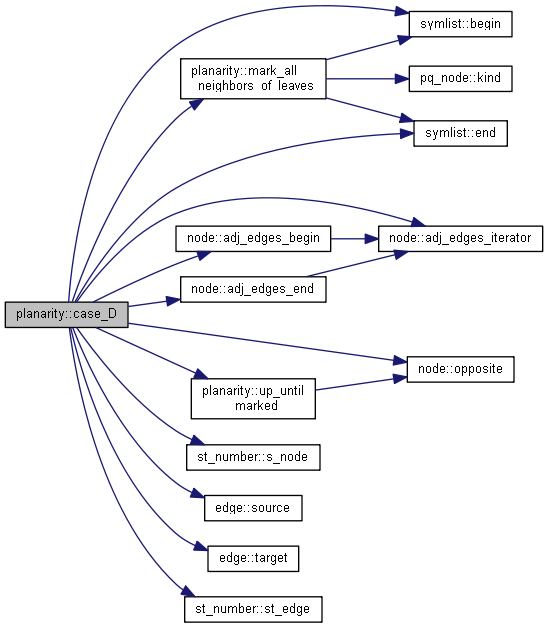 symlist::begin
planarity::mark_all
_neighbors_of_leaves
pq_node::kind
symlist::end
node::adj_edges_begin
node::adj_edges_iterator
node::adj_edges_end
planarity::case_D
node::opposite
planarity::up_until
_marked
st_number::s_node
edge::source
edge::target
st_number::st_edge